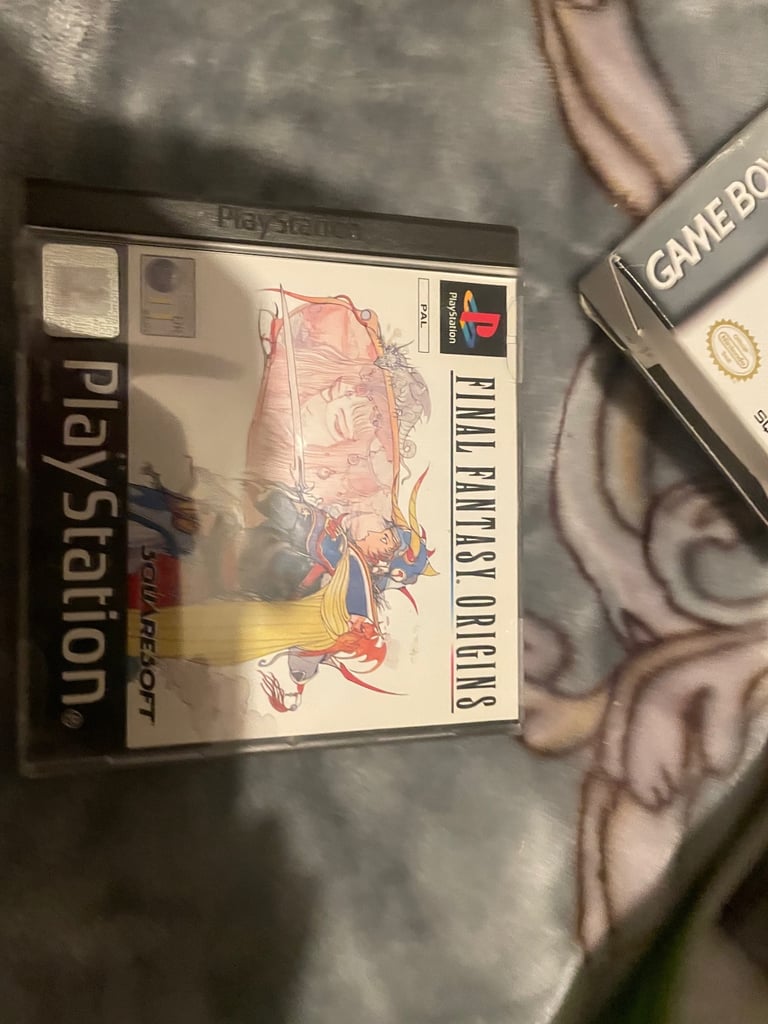 PlayStation
PlayStation
PAL
FINAL FANTASY® ORIGINS
SQUARESOFT
PlayStation®
GAME BOY